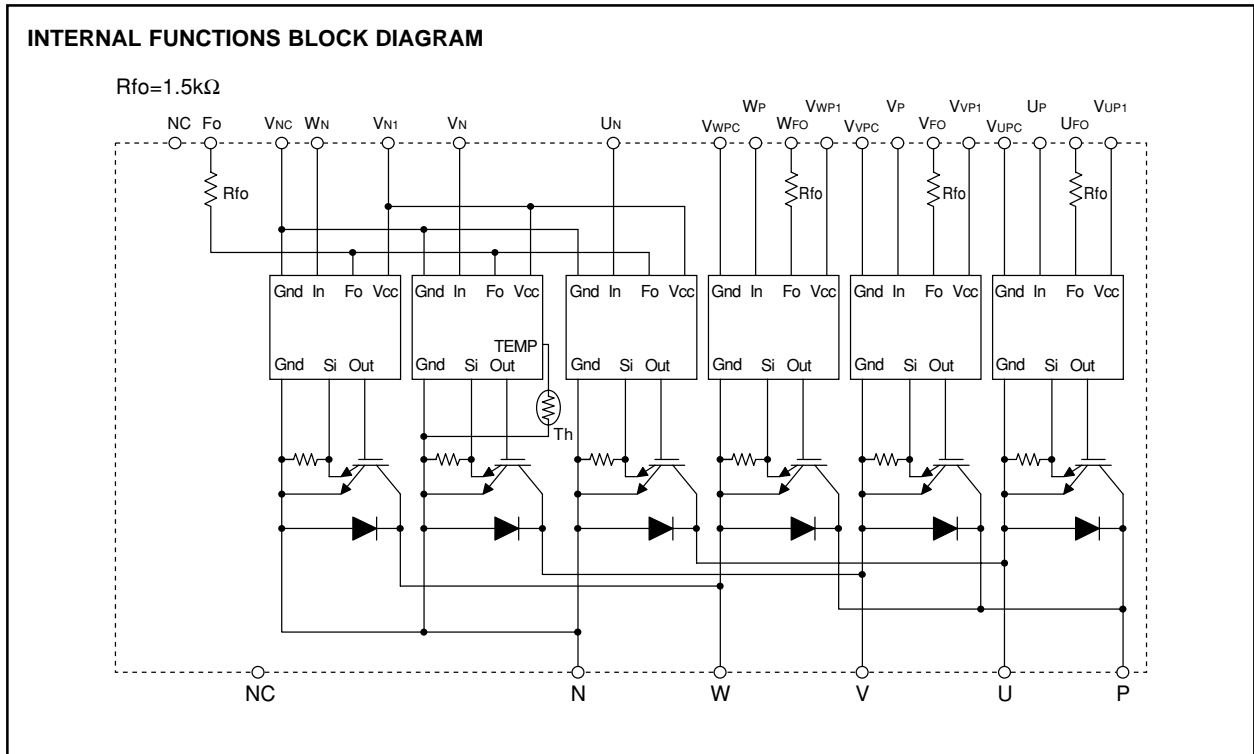 INTERNAL FUNCTIONS BLOCK DIAGRAM
Rfo=1.5kΩ
WP VWP1 VP VVP1 UP VUP1
NC Fo VNC WN VN1 VN UN VWPC WFO VVPC VFO VUPC UFO
Rfo Rfo Rfo Rfo
Gnd In Fo Vcc Gnd In Fo Vcc Gnd In Fo Vcc Gnd In Fo Vcc Gnd In Fo Vcc Gnd In Fo Vcc
TEMP
Gnd Si Out Gnd Si Out Gnd Si Out Gnd Si Out Gnd Si Out Gnd Si Out
Th
NC N W V U P